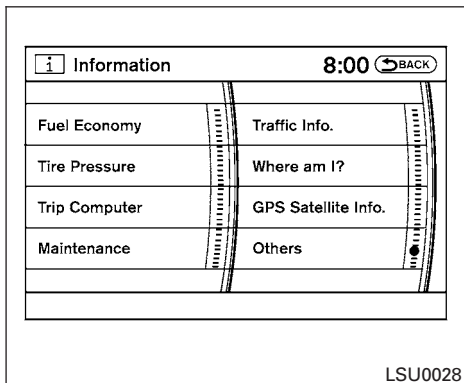 i Information 8:00 BACK
Fuel Economy Traffic Info.
Tire Pressure Where am I?
Trip Computer GPS Satellite Info.
Maintenance Others
LSU0028